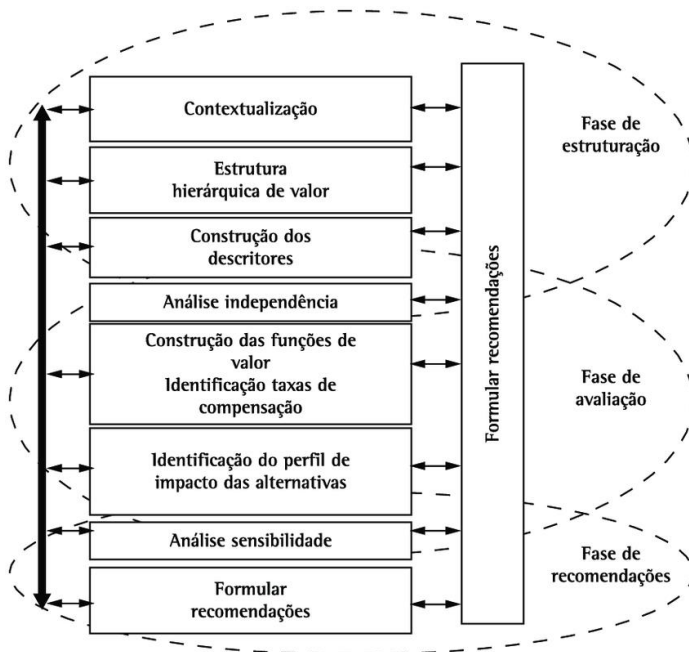 Contextualização
Estrutura
hierárquica de valor
Construção dos
descritores
Análise independência
Construção das funções de
valor
Identificação taxas de
compensação
Identificação do perfil de
impacto das alternativas
Análise sensibilidade
Formular
recomendações
Formular recomendações
Fase de
estruturação
Fase de
avaliação
Fase de
recomendações